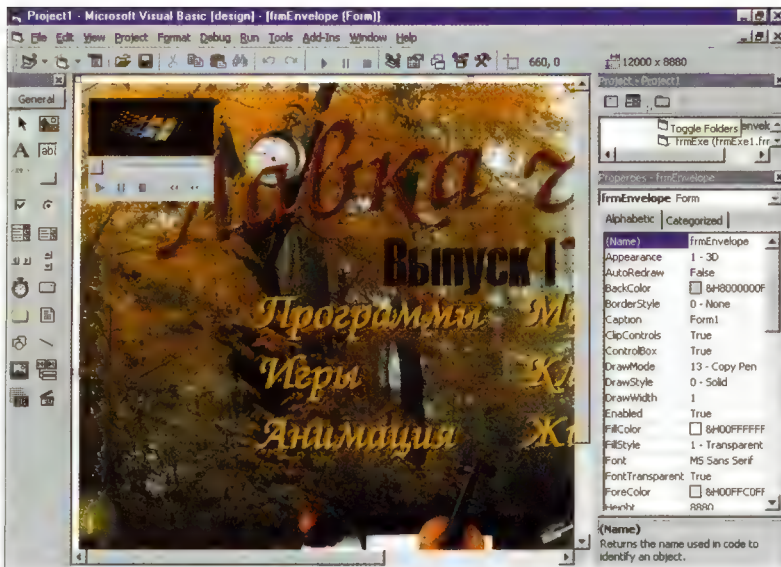 Project1 - Microsoft Visual Basic [design] - [frmEnvelope (Form)]
File Edit View Project Format Debug Run Tools Add-Ins Window Help
660, 0
12000 x 8880
Project - Project1
General
Toggle Folders
frmExe (frmExe1.frr
A
ab
Properties - frmEnvelope
frmEnvelope Form
Alphabetic Categorized
(Name) frmEnvelope
Appearance 1 - 3D
AutoRedraw False
BackColor &H8000000F
BorderStyle 0 - None
Caption Form1
ClipControls True
ControlBox True
DrawMode 13 - Copy Pen
DrawStyle 0 - Solid
DrawWidth 1
Enabled True
FillColor &H00FFFFFF
FillStyle 1 - Transparent
Font MS Sans Serif
FontTransparent True
ForeColor &H00FFC0FF
Height 8880
(Name)
Returns the name used in code to
identify an object.
Лавка ч
Выпуск I
Программы М
Игры Кл
Анимация